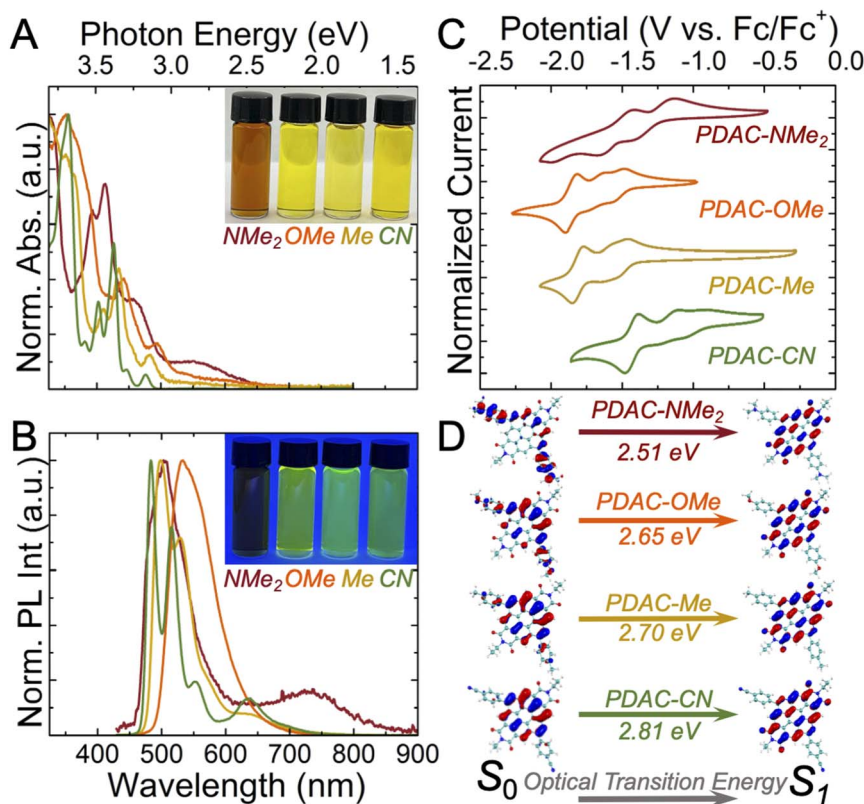 A
Photon Energy (eV)
3.5 3.0 2.5 2.0 1.5
Norm. Abs. (a.u.)
NMe₂ OMe Me CN
B
Norm. PL Int (a.u.)
NMe₂ OMe Me CN
400 500 600 700 800 900
Wavelength (nm)
C
Potential (V vs. Fc/Fc⁺)
-2.5 -2.0 -1.5 -1.0 -0.5 0.0
Normalized Current
PDAC-NMe₂
PDAC-OMe
PDAC-Me
PDAC-CN
D
PDAC-NMe₂
2.51 eV
PDAC-OMe
2.65 eV
PDAC-Me
2.70 eV
PDAC-CN
2.81 eV
S₀ Optical Transition Energy S₁